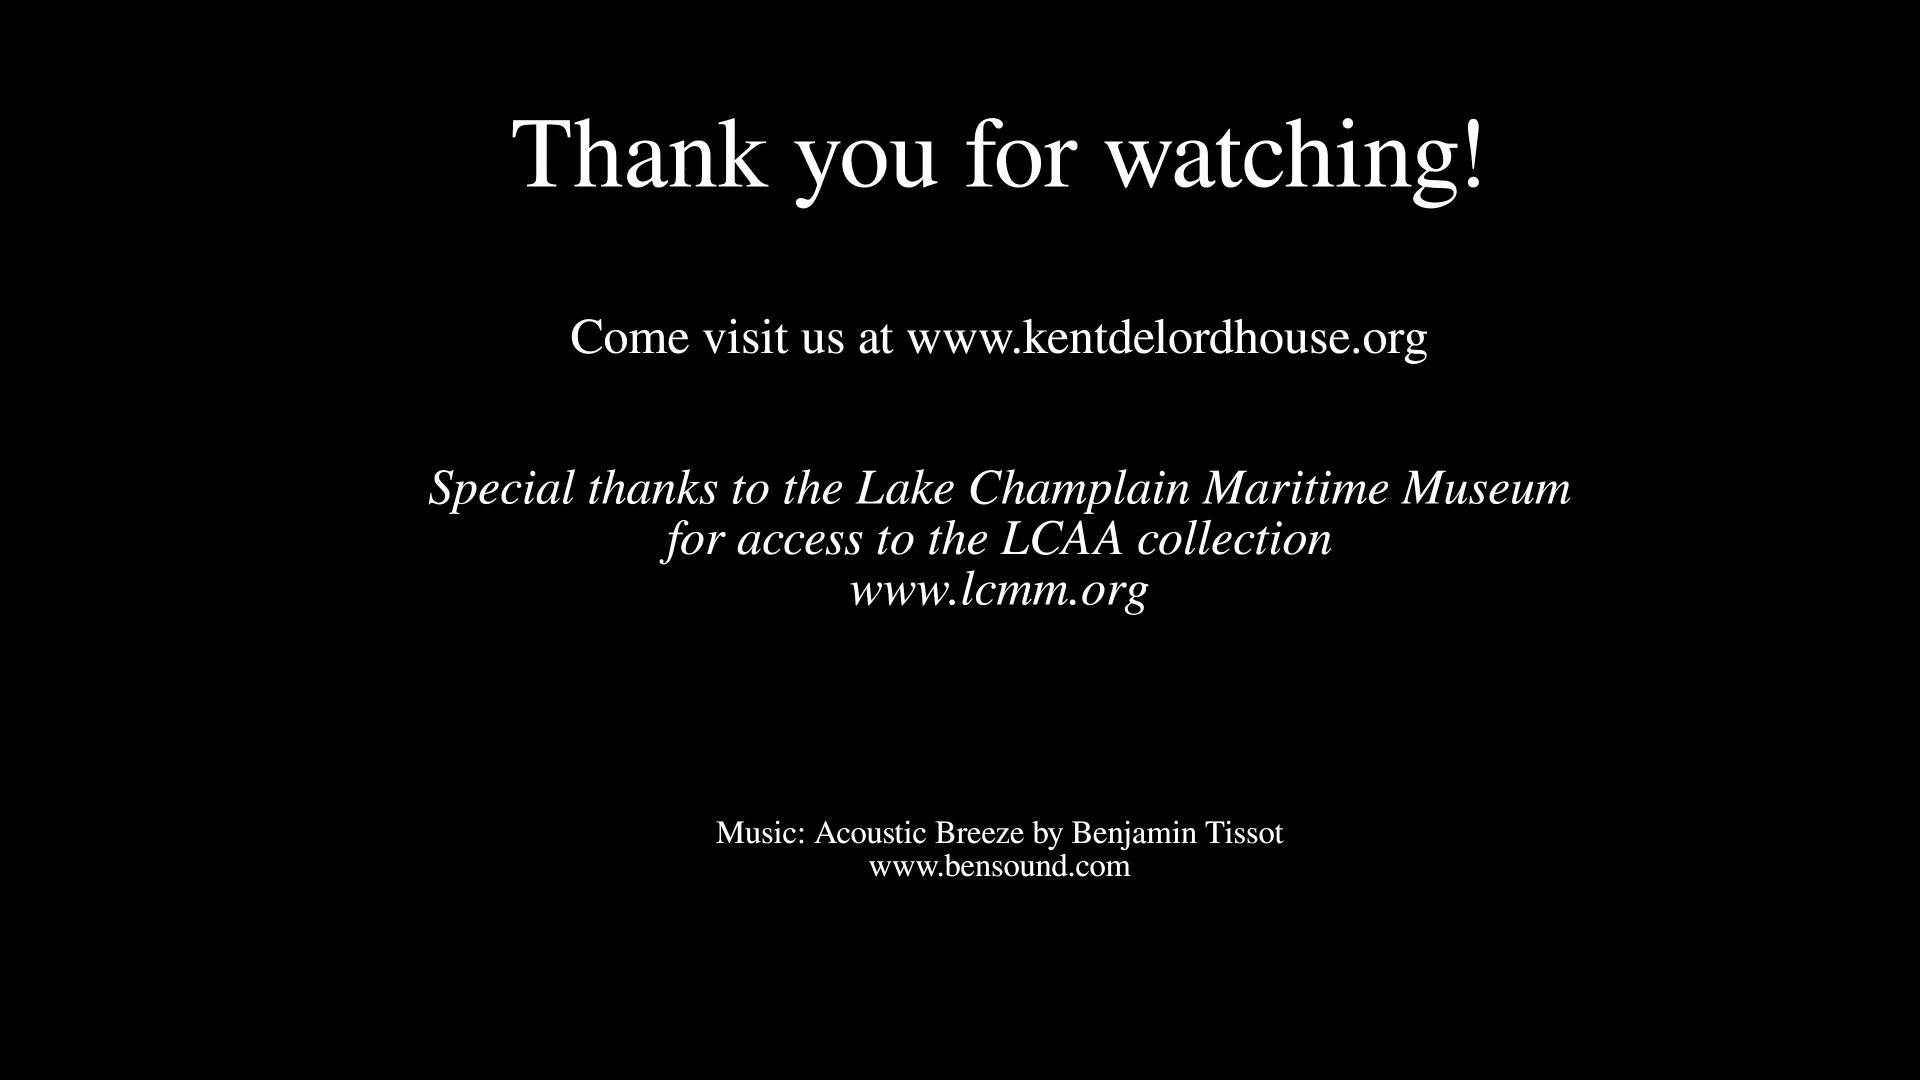 Thank you for watching!
Come visit us at www.kentdelordhouse.org
Special thanks to the Lake Champlain Maritime Museum
for access to the LCAA collection
www.lcmm.org
Music: Acoustic Breeze by Benjamin Tissot
www.bensound.com